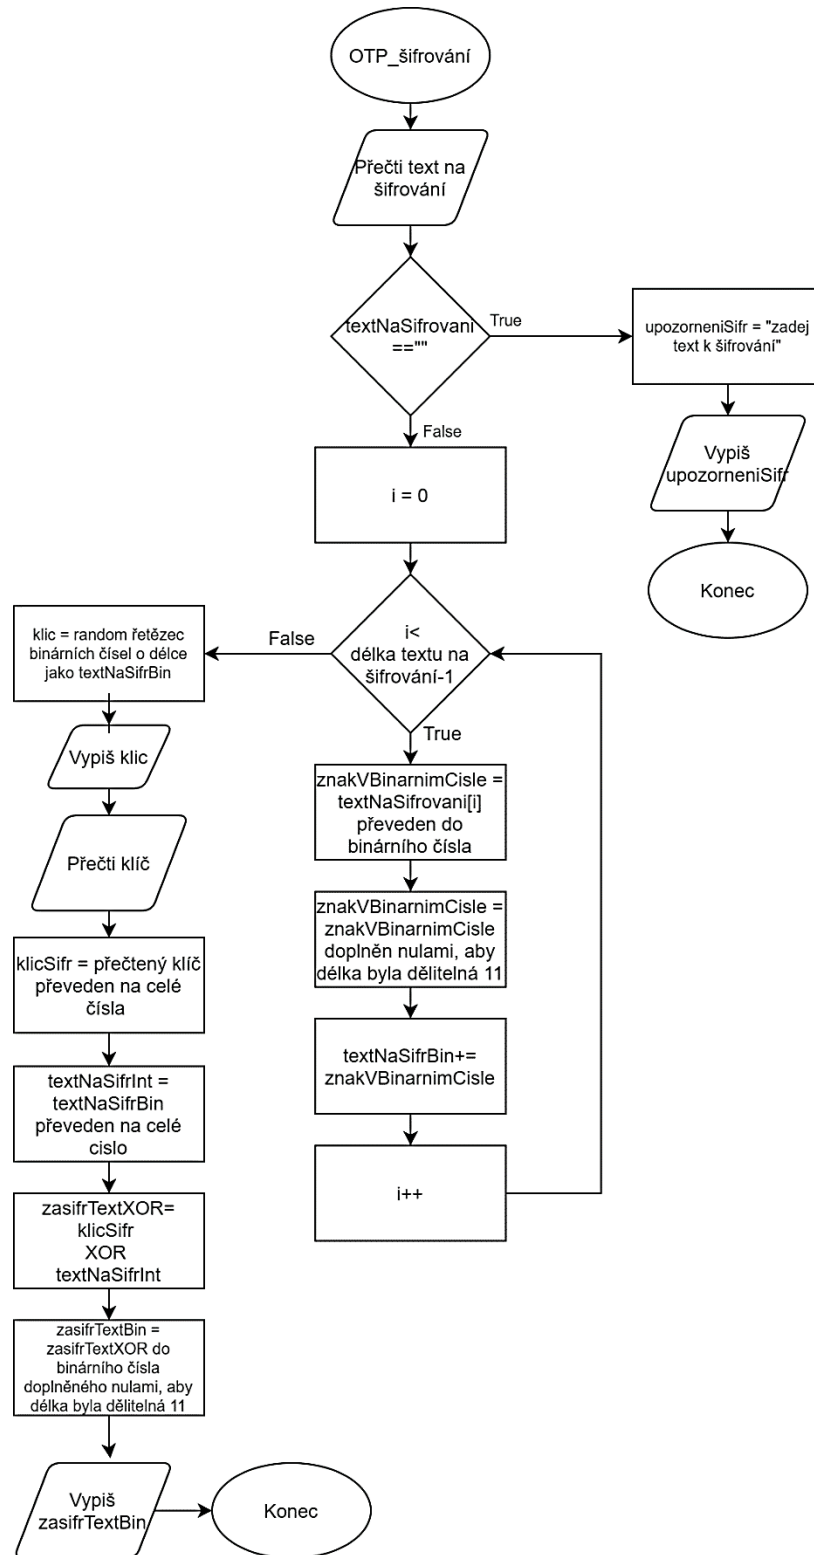 OTP_šifrování
Přečti text na
šifrování
textNaSifrovani
==""
True
upozorneniSifr = "zadej
text k šifrování"
Vypiš
upozorneniSifr
Konec
False
i = 0
i<
délka textu na
šifrování-1
True
znakVBinarnimCisle =
textNaSifrovani[i]
převeden do
binárního čísla
znakVBinarnimCisle =
znakVBinarnimCisle
doplněn nulami, aby
délka byla dělitelná 11
textNaSifrBin+=
znakVBinarnimCisle
i++
False
klic = random řetězec
binárních čísel o délce
jako textNaSifrBin
Vypiš klic
Přečti klíč
klicSifr = přečtený klíč
převeden na celé
čísla
textNaSifrInt =
textNaSifrBin
převeden na celé
cislo
zasifrTextXOR=
klicSifr
XOR
textNaSifrInt
zasifrTextBin =
zasifrTextXOR do
binárního čísla
doplněného nulami, aby
délka byla dělitelná 11
Vypiš
zasifrTextBin
Konec